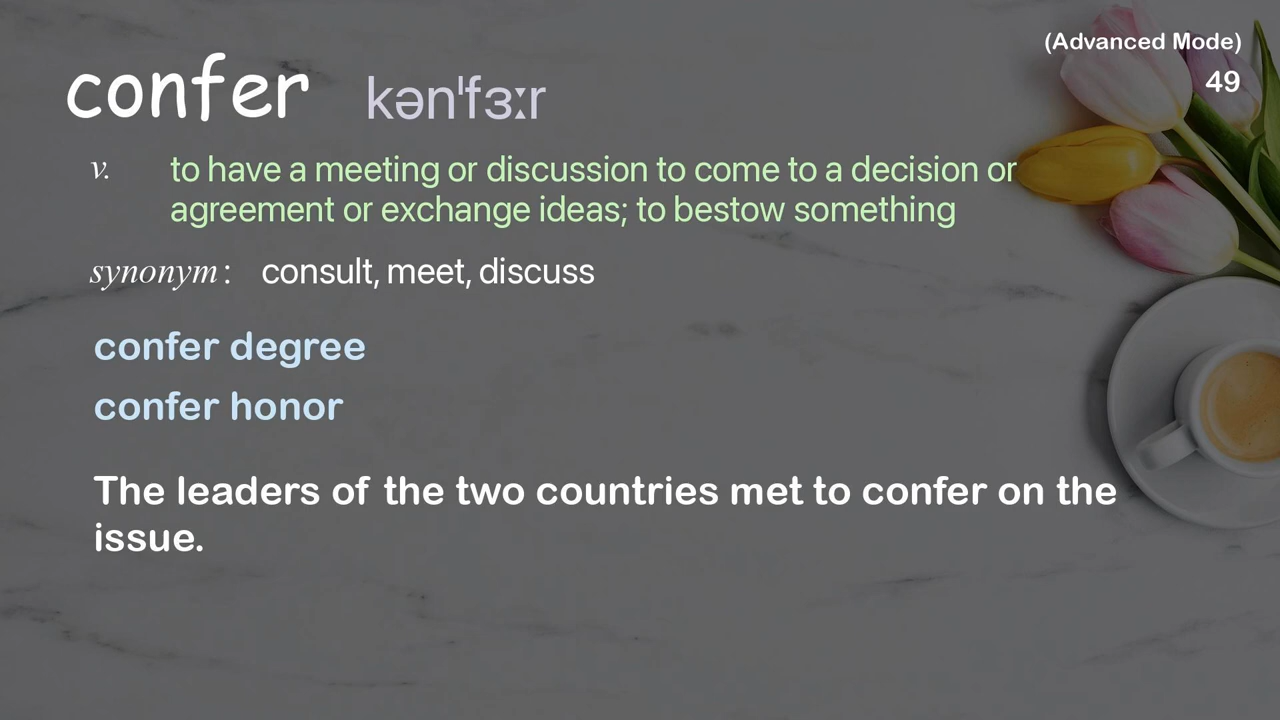 (Advanced Mode)
49
confer kən'fɜːr
v. to have a meeting or discussion to come to a decision or
agreement or exchange ideas; to bestow something
synonym: consult, meet, discuss
confer degree
confer honor
The leaders of the two countries met to confer on the
issue.